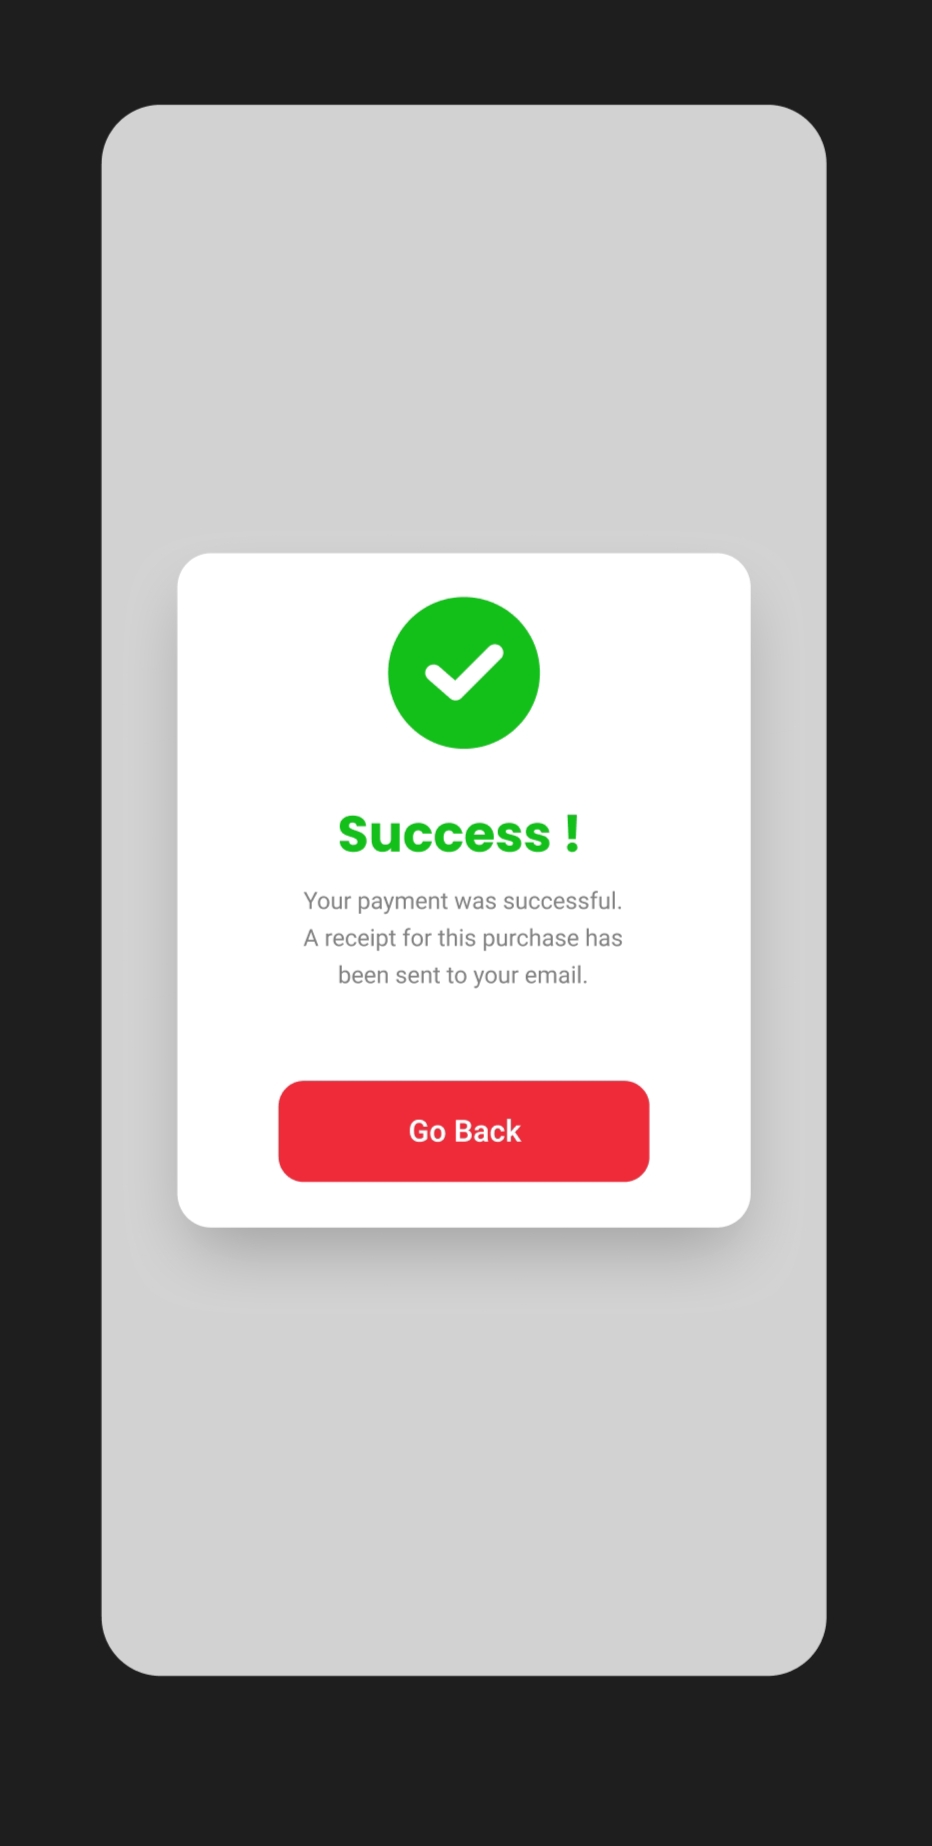 Success !
Your payment was successful.
A receipt for this purchase has
been sent to your email.
Go Back